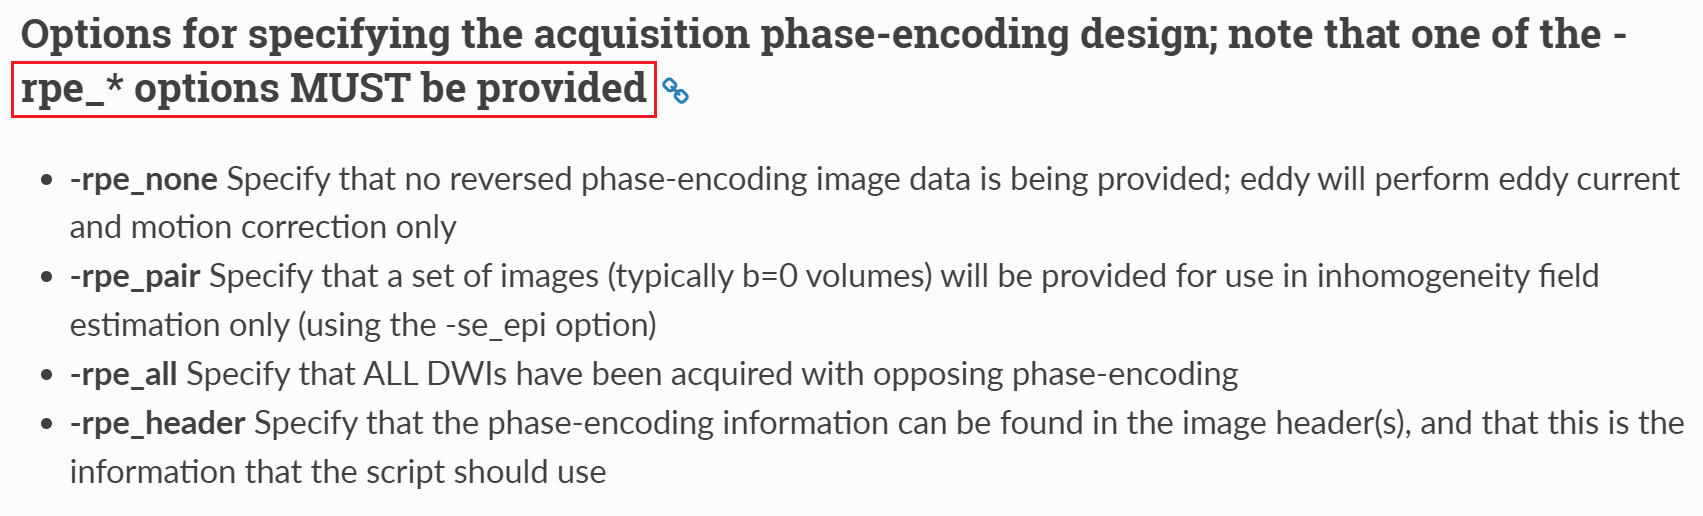 Options for specifying the acquisition phase-encoding design; note that one of the -
rpe_* options MUST be provided
• -rpe_none Specify that no reversed phase-encoding image data is being provided; eddy will perform eddy current
and motion correction only
• -rpe_pair Specify that a set of images (typically b=0 volumes) will be provided for use in inhomogeneity field
estimation only (using the -se_epi option)
• -rpe_all Specify that ALL DWIs have been acquired with opposing phase-encoding
• -rpe_header Specify that the phase-encoding information can be found in the image header(s), and that this is the
information that the script should use